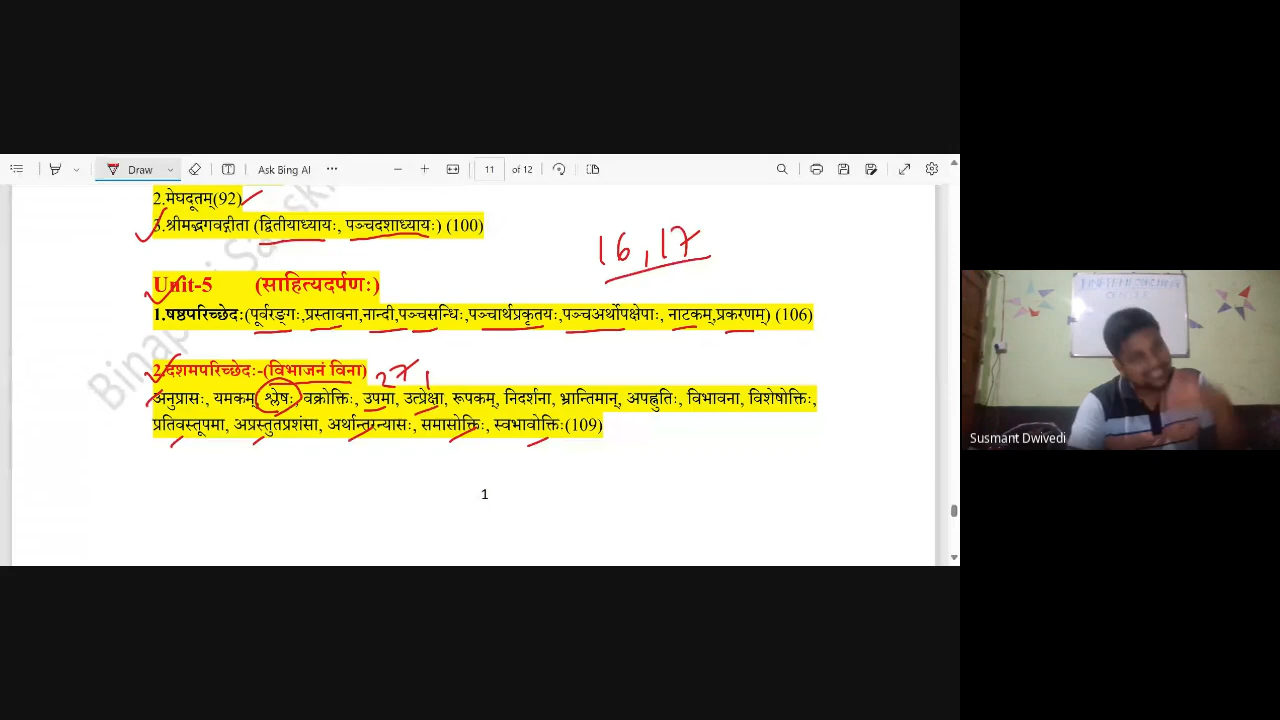 Draw
Ask Bing AI
11 of 12
2.मेघदूतम्(92)
3.श्रीमद्भगवद्गीता (द्वितीयाध्यायः, पञ्चदशाध्यायः) (100)
16,17
Unit-5 (साहित्यदर्पणः)
1.षष्ठपरिच्छेदः(पूर्वरङ्गः,प्रस्तावना,नान्दी,पञ्चसन्धिः,पञ्चार्थप्रकृतयः,पञ्चअर्थोपक्षेपाः, नाटकम्,प्रकरणम्) (106)
2.दशमपरिच्छेदः-(विभाजनं विना)
27
अनुप्रासः, यमकम्, श्लेषः, वक्रोक्तिः, उपमा, उत्प्रेक्षा, रूपकम्, निदर्शना, भ्रान्तिमान्, अपह्नुतिः, विभावना, विशेषोक्तिः,
प्रतिवस्तूपमा, अप्रस्तुतप्रशंसा, अर्थान्तरन्यासः, समासोक्तिः, स्वभावोक्तिः(109)
1
Susmant Dwivedi